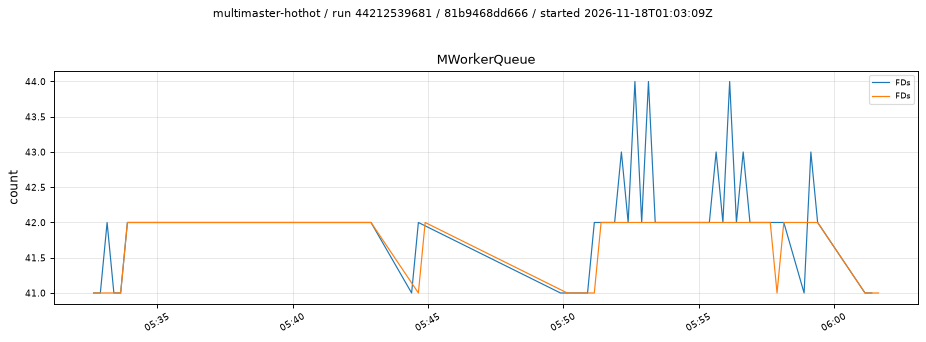 multimaster-hothot / run 44212539681 / 81b9468dd666 / started 2026-11-18T01:03:09Z
MWorkerQueue
count
44.0
43.5
43.0
42.5
42.0
41.5
41.0
FDs
FDs
05:35
05:40
05:45
05:50
05:55
06:00